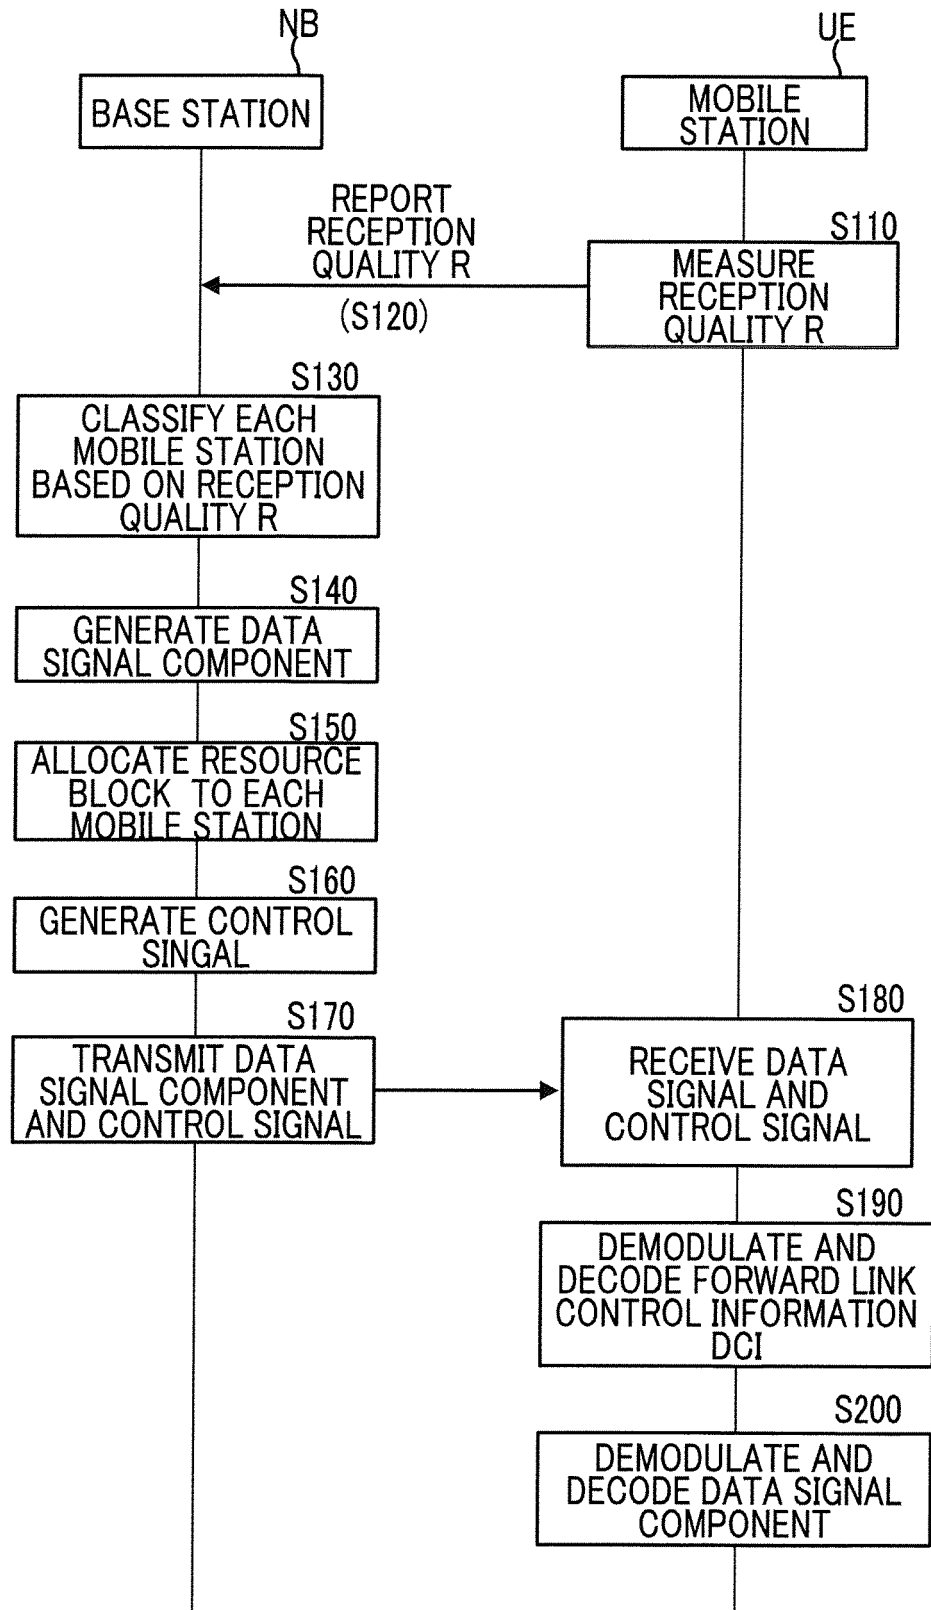 NB
UE
BASE STATION
MOBILE
STATION
REPORT
RECEPTION
QUALITY R
(S120)
S110
MEASURE
RECEPTION
QUALITY R
S130
CLASSIFY EACH
MOBILE STATION
BASED ON RECEPTION
QUALITY R
S140
GENERATE DATA
SIGNAL COMPONENT
S150
ALLOCATE RESOURCE
BLOCK TO EACH
MOBILE STATION
S160
GENERATE CONTROL
SINGAL
S170
TRANSMIT DATA
SIGNAL COMPONENT
AND CONTROL SIGNAL
S180
RECEIVE DATA
SIGNAL AND
CONTROL SIGNAL
S190
DEMODULATE AND
DECODE FORWARD LINK
CONTROL INFORMATION
DCI
S200
DEMODULATE AND
DECODE DATA SIGNAL
COMPONENT